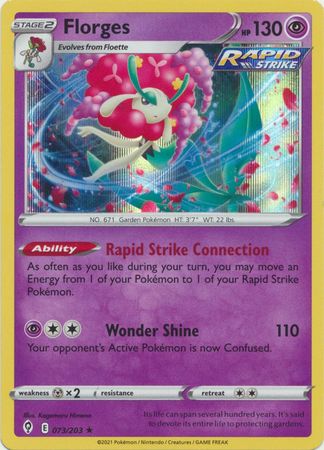 STAGE 2 Florges HP 130
Evolves from Floette
RAPID STRIKE
NO. 671 Garden Pokémon HT: 3'7" WT: 22 lbs.
Ability Rapid Strike Connection
As often as you like during your turn, you may move an
Energy from 1 of your Pokémon to 1 of your Rapid Strike
Pokémon.
Wonder Shine 110
Your opponent's Active Pokémon is now Confused.
weakness ×2 resistance retreat
Illus. Kagemaru Himeno
Its life can span several hundred years. It's said
to devote its entire life to protecting gardens.
E 073/203 ★
©2021 Pokémon / Nintendo / Creatures / GAME FREAK